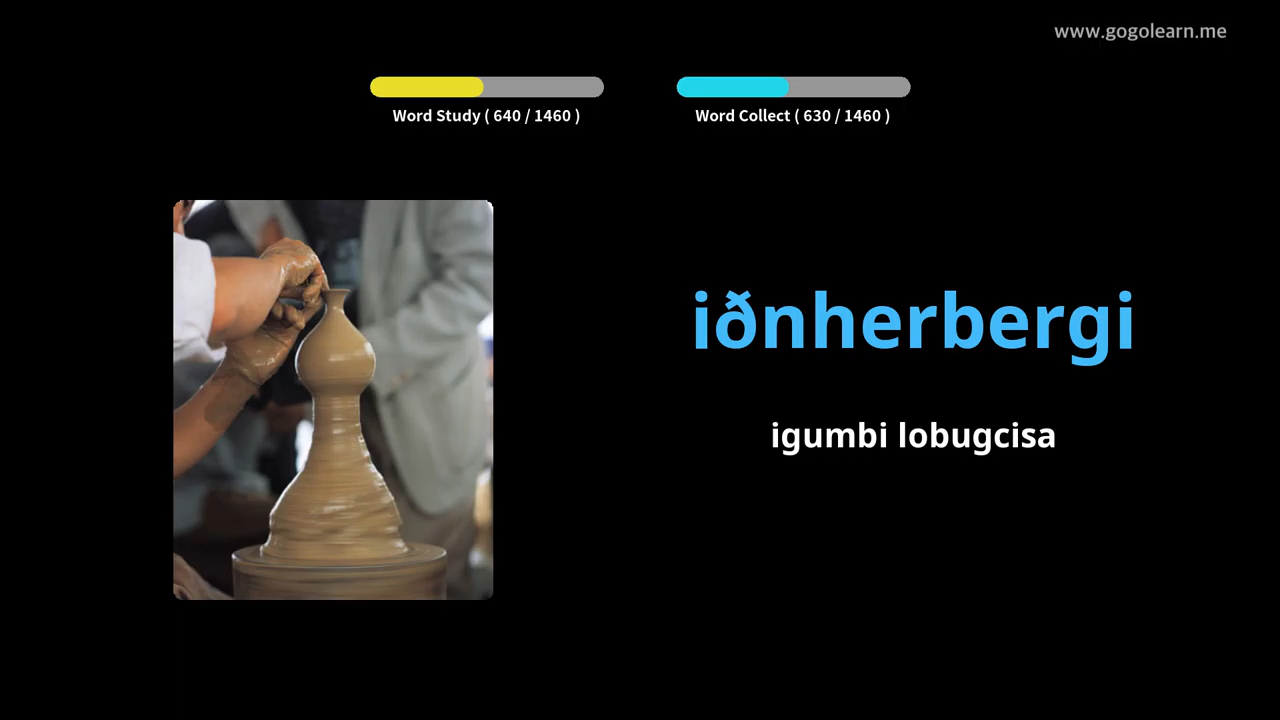 www.gogolearn.me
Word Study ( 640 / 1460 )
Word Collect ( 630 / 1460 )
iðnherbergi
igumbi lobugcisa